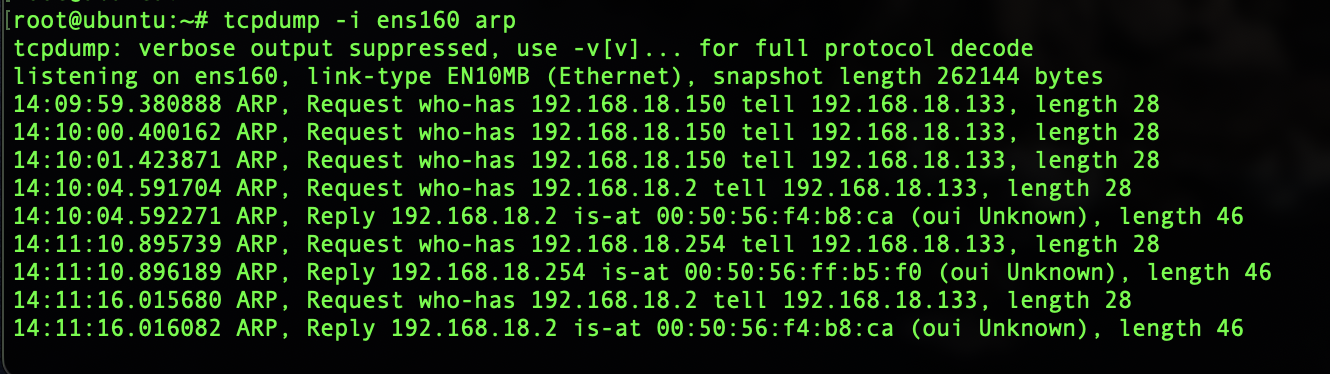 [root@ubuntu:~# tcpdump -i ens160 arp
tcpdump: verbose output suppressed, use -v[v]... for full protocol decode
listening on ens160, link-type EN10MB (Ethernet), snapshot length 262144 bytes
14:09:59.380888 ARP, Request who-has 192.168.18.150 tell 192.168.18.133, length 28
14:10:00.400162 ARP, Request who-has 192.168.18.150 tell 192.168.18.133, length 28
14:10:01.423871 ARP, Request who-has 192.168.18.150 tell 192.168.18.133, length 28
14:10:04.591704 ARP, Request who-has 192.168.18.2 tell 192.168.18.133, length 28
14:10:04.592271 ARP, Reply 192.168.18.2 is-at 00:50:56:f4:b8:ca (oui Unknown), length 46
14:11:10.895739 ARP, Request who-has 192.168.18.254 tell 192.168.18.133, length 28
14:11:10.896189 ARP, Reply 192.168.18.254 is-at 00:50:56:ff:b5:f0 (oui Unknown), length 46
14:11:16.015680 ARP, Request who-has 192.168.18.2 tell 192.168.18.133, length 28
14:11:16.016082 ARP, Reply 192.168.18.2 is-at 00:50:56:f4:b8:ca (oui Unknown), length 46